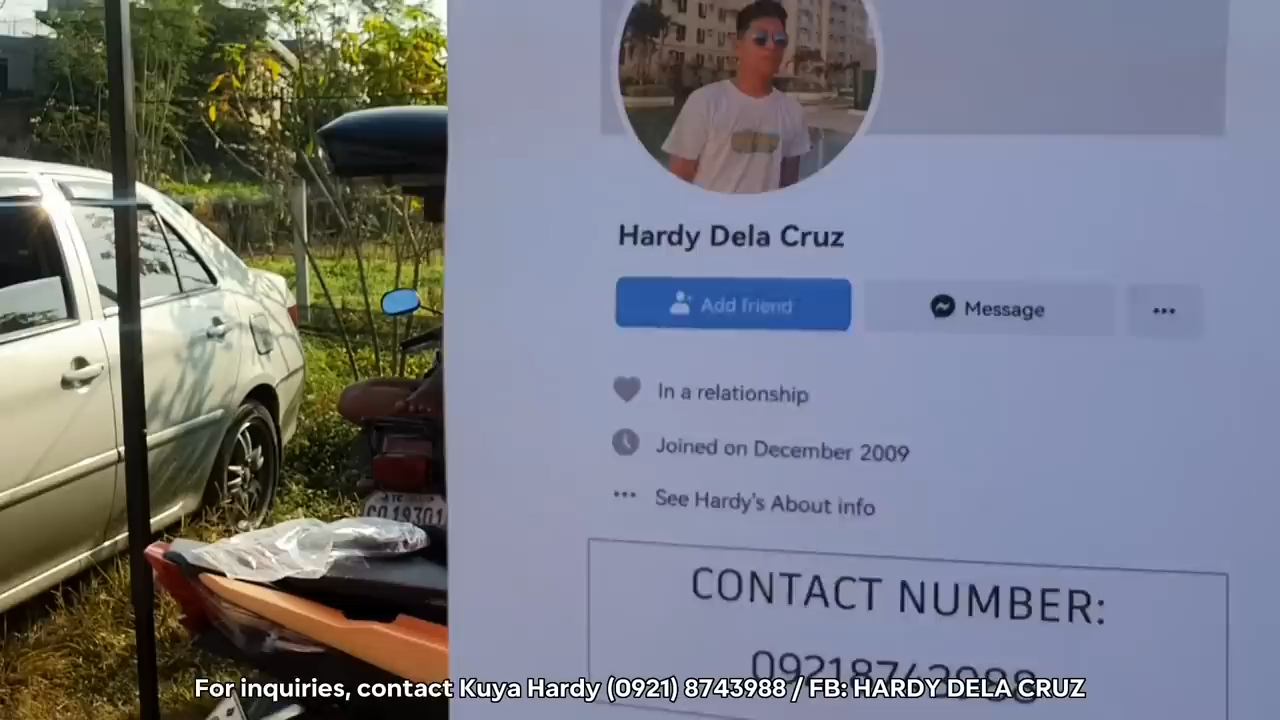 Hardy Dela Cruz
Add friend
Message
In a relationship
Joined on December 2009
See Hardy's About info
CONTACT NUMBER:
09218743988
For inquiries, contact Kuya Hardy (0921) 8743988 / FB: HARDY DELA CRUZ